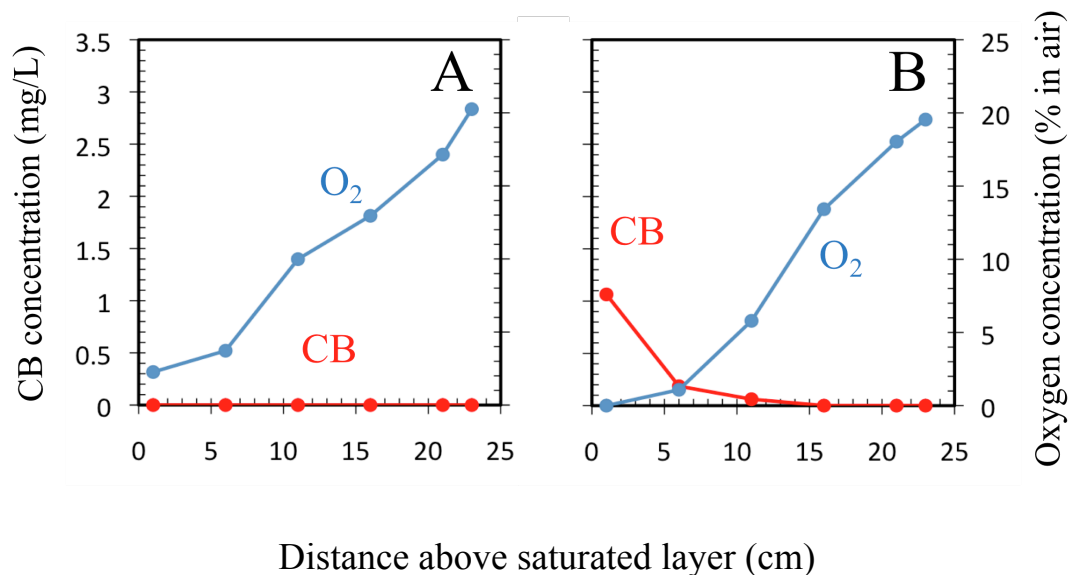 CB concentration (mg/L)
3.5
3
2.5
2
1.5
1
0.5
0
A
O₂
CB
0 5 10 15 20 25
B
CB
O₂
0 5 10 15 20 25
25
20
15
10
5
0
Oxygen concentration (% in air)
Distance above saturated layer (cm)